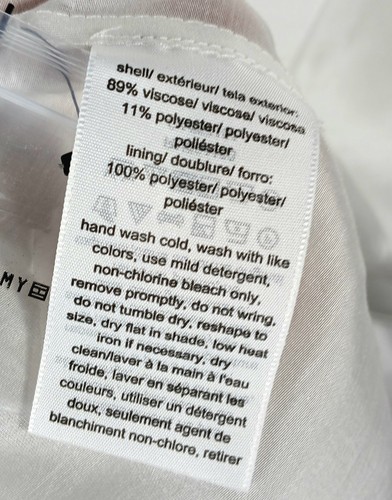 shell/ extérieur/ tela exterior:
89% viscose/ viscose/ viscosa
11% polyester/ polyester/
poliéster
lining/ doublure/ forro:
100% polyester/ polyester/
poliéster
hand wash cold, wash with like
colors, use mild detergent,
non-chlorine bleach only,
remove promptly, do not wring,
do not tumble dry, reshape to
size, dry flat in shade, low heat
iron if necessary, dry
clean/laver à la main à l'eau
froide, laver en séparant les
couleurs, utiliser un détergent
doux, seulement agent de
blanchiment non-chlore, retirer
MY